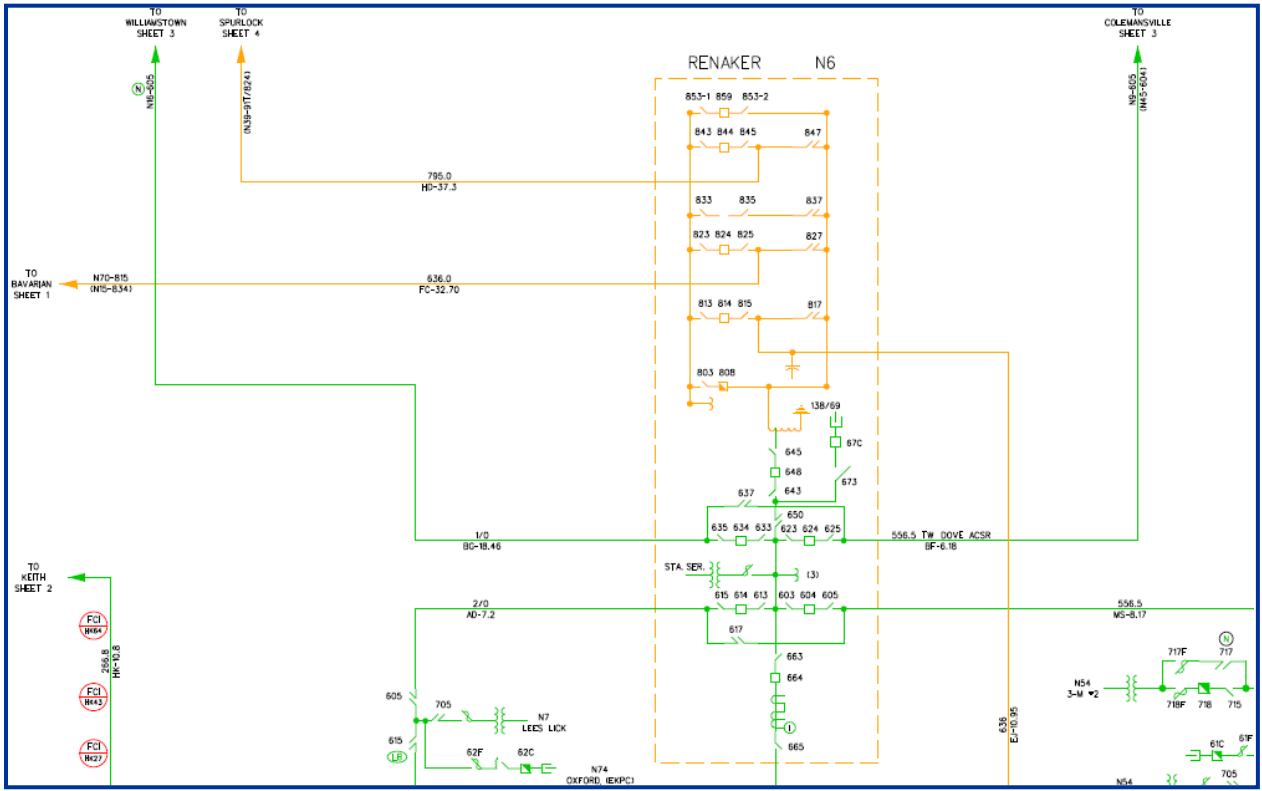 TO
WILLIAMSTOWN
SHEET 3
TO
SPURLOCK
SHEET 4
TO
COLEMANSVILLE
SHEET 3
RENAKER N6
N
N16-605
(N39-91T/824)
N9-605
(N45-604)
853-1 859 853-2
843 844 845 847
795.0
HD-37.3
833 835 837
823 824 825 827
TO
BAVARIAN
SHEET 1
N70-815
(N15-834)
636.0
FC-32.70
813 814 815 817
803 808
138/69
67C
645
648
673
643
637
650
635 634 633 623 624 625
1/0
BG-18.46
556.5 TW DOVE ACSR
BF-6.18
TO
KEITH
SHEET 2
STA. SER.
(3)
615 614 613 603 604 605
2/0
AD-7.2
556.5
MS-8.17
617
FCI
HK64
266.8
HK-10.8
663
664
FCI
HK43
605
705
N7
LEES LICK
I
665
615
LB
FCI
HK27
62F 62C
N74
OXFORD (EKPC)
636
EJ-10.95
N
717F 717
N54
3-M #2
718F 718 715
61C 61F
N54
705